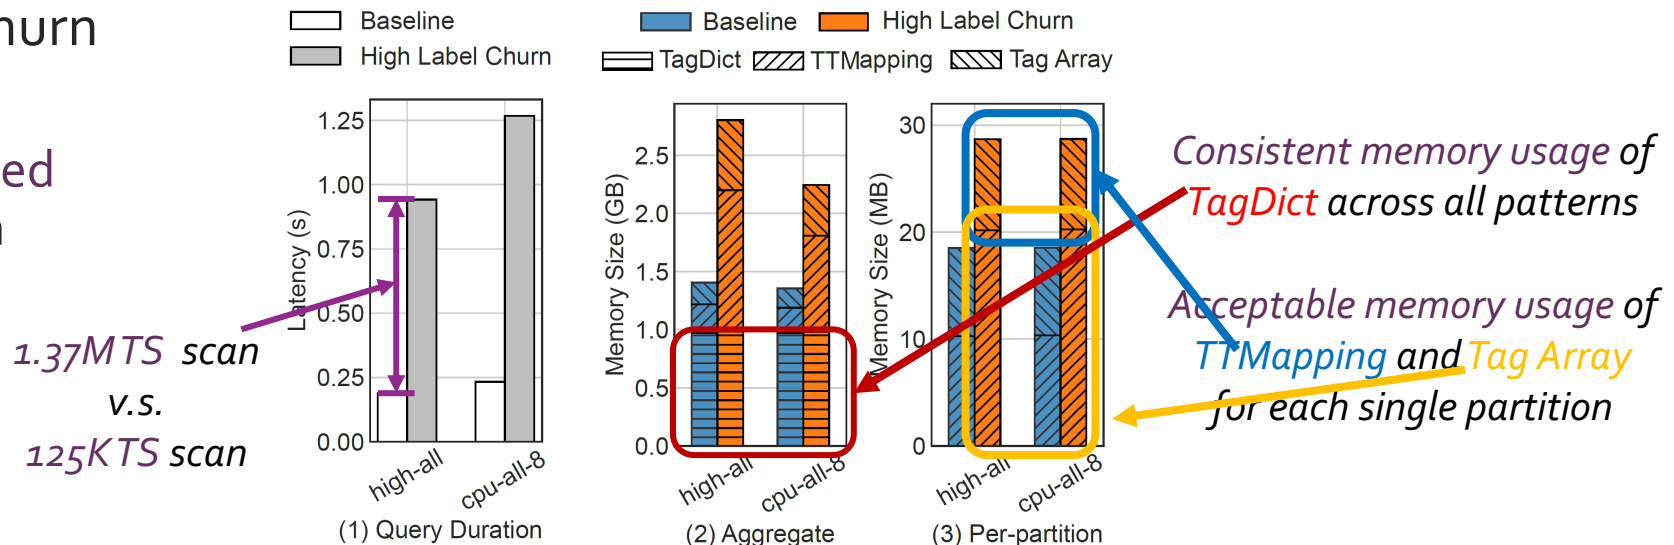 hurn
ed
1.37M TS scan
v.s.
125K TS scan
Baseline
High Label Churn
Latency (s)
1.25
1.00
0.75
0.50
0.25
0.00
high-all
cpu-all-8
(1) Query Duration
Baseline
High Label Churn
TagDict
TTMapping
Tag Array
Memory Size (GB)
2.5
2.0
1.5
1.0
0.5
0.0
high-all
cpu-all-8
(2) Aggregate
Memory Size (MB)
30
20
10
0
high-all
cpu-all-8
(3) Per-partition
Consistent memory usage of
TagDict across all patterns
Acceptable memory usage of
TTMapping and Tag Array
for each single partition